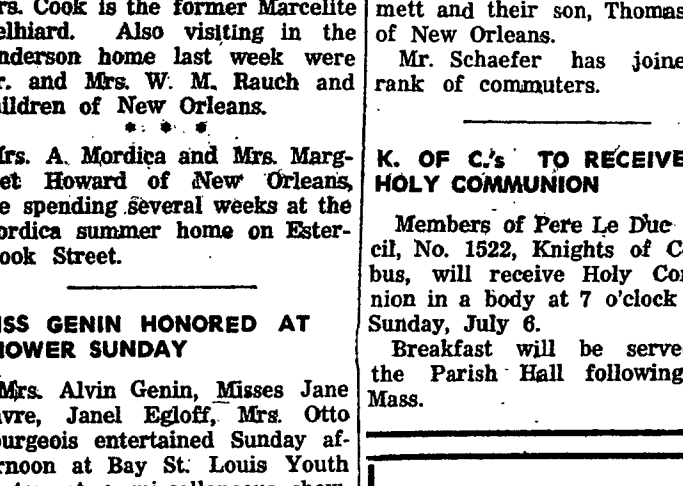 rs. Cook is the former Marcelite
elhiard. Also visiting in the
nderson home last week were
r. and Mrs. W. M. Rauch and
ildren of New Orleans.
* * *
rs. A. Mordica and Mrs. Marg-
et Howard of New Orleans,
e spending several weeks at the
ordica summer home on Ester-
ook Street.
ISS GENIN HONORED AT
HOWER SUNDAY
Mrs. Alvin Genin, Misses Jane
vre, Janel Egloff, Mrs. Otto
ourgeois entertained Sunday af-
rnoon at Bay St. Louis Youth
mett and their son, Thomas
of New Orleans.
Mr. Schaefer has joine
rank of commuters.
K. OF C.'s TO RECEIVE
HOLY COMMUNION
Members of Pere Le Duc
cil, No. 1522, Knights of C
bus, will receive Holy Co
nion in a body at 7 o'clock
Sunday, July 6.
Breakfast will be serve
the Parish Hall following
Mass.